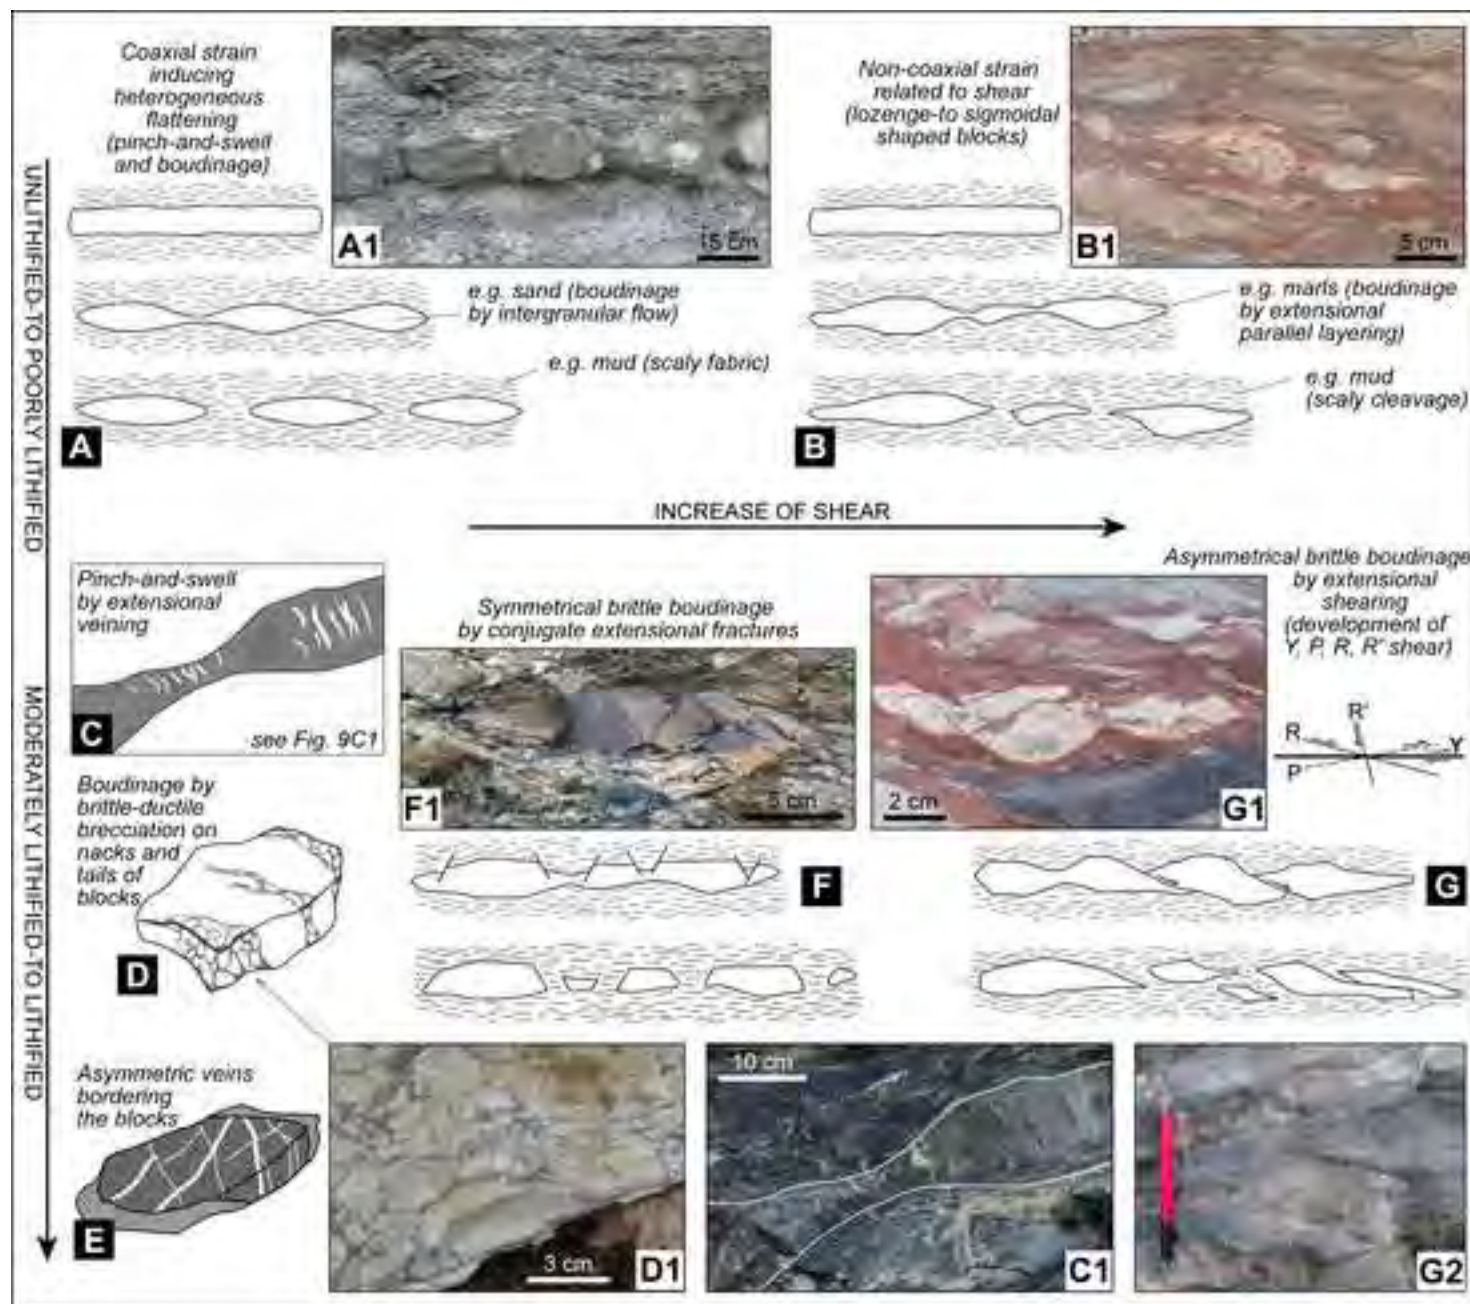 Coaxial strain
inducing
heterogeneous
flattening
(pinch-and-swell
and boudinage)
A1
15 cm
Non-coaxial strain
related to shear
(lozenge-to sigmoidal
shaped blocks)
B1
5 cm
e.g. sand (boudinage
by intergranular flow)
e.g. mud (scaly fabric)
A
e.g. marls (boudinage
by extensional
parallel layering)
e.g. mud
(scaly cleavage)
B
UNLITHIFIED-TO POORLY LITHIFIED
INCREASE OF SHEAR
Pinch-and-swell
by extensional
veining
C
see Fig. 9C1
Symmetrical brittle boudinage
by conjugate extensional fractures
F1
5 cm
Asymmetrical brittle boudinage
by extensional
shearing
(development of
Y, P, R, R' shear)
2 cm
G1
R'
R
Y
P
MODERATELY LITHIFIED-TO LITHIFIED
Boudinage by
brittle-ductile
brecciation on
nacks and
tails of
blocks
D
F
G
Asymmetric veins
bordering
the blocks
E
3 cm
D1
10 cm
C1
G2